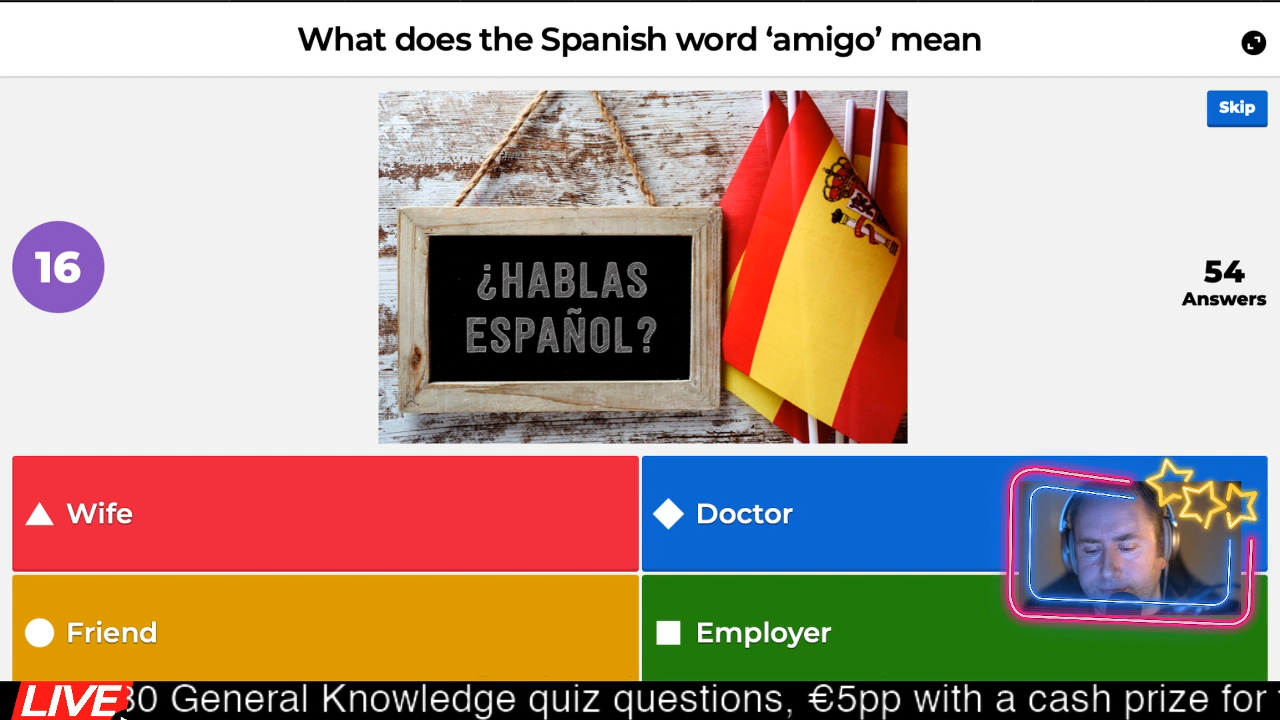 What does the Spanish word ‘amigo’ mean
Skip
16
¿HABLAS
ESPAÑOL?
54
Answers
Wife
Doctor
Friend
Employer
LIVE 30 General Knowledge quiz questions, €5pp with a cash prize for